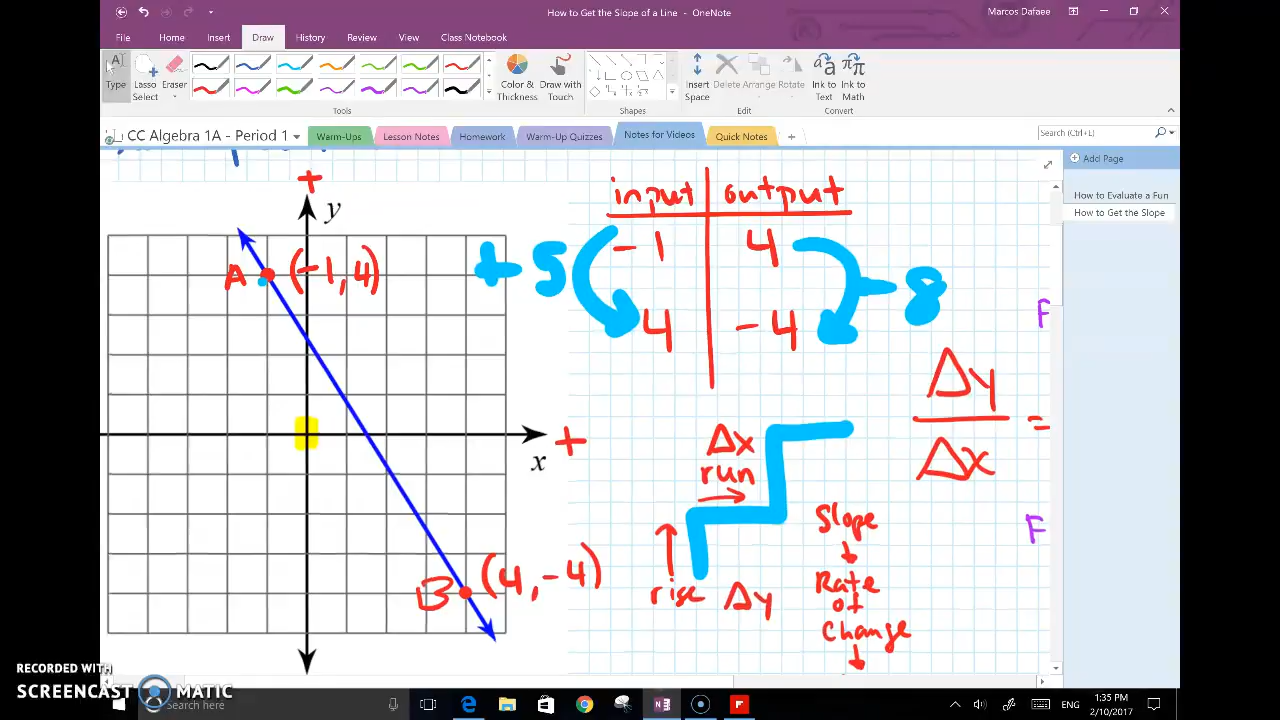 How to Get the Slope of a Line - OneNote
Marcos Dafaee
File Home Insert Draw History Review View Class Notebook
Type
Lasso Select
Eraser
Color & Thickness
Draw with Touch
Insert Space
Delete Arrange Rotate
Ink to Text
Ink to Math
Tools Shapes Edit Convert
CC Algebra 1A - Period 1
Warm-Ups Lesson Notes Homework Warm-Up Quizzes Notes for Videos Quick Notes +
Search (Ctrl+L)
Add Page
How to Evaluate a Fun
How to Get the Slope
+
y
A (-1,4)
x +
B (4,-4)
input output
+5 -1 4 -8
4 -4
F
Δy
=
Δx
Δx
run
rise Δy
Slope
Rate
of
Change
F
RECORDED WITH
SCREENCAST MATIC
Search the web and Windows
ENG
1:35 PM
2/10/2017